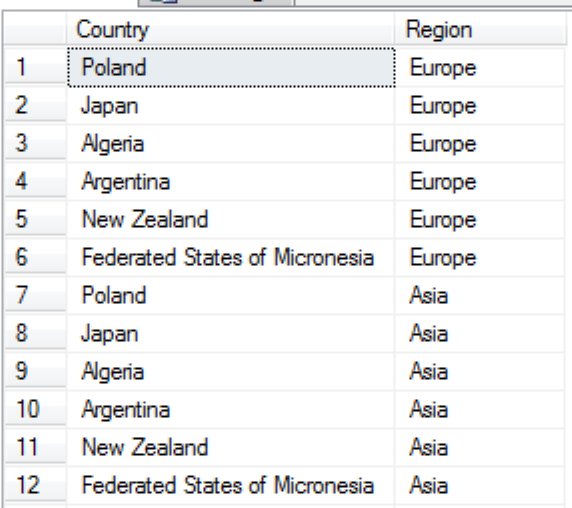 Country Region
1 Poland Europe
2 Japan Europe
3 Algeria Europe
4 Argentina Europe
5 New Zealand Europe
6 Federated States of Micronesia Europe
7 Poland Asia
8 Japan Asia
9 Algeria Asia
10 Argentina Asia
11 New Zealand Asia
12 Federated States of Micronesia Asia